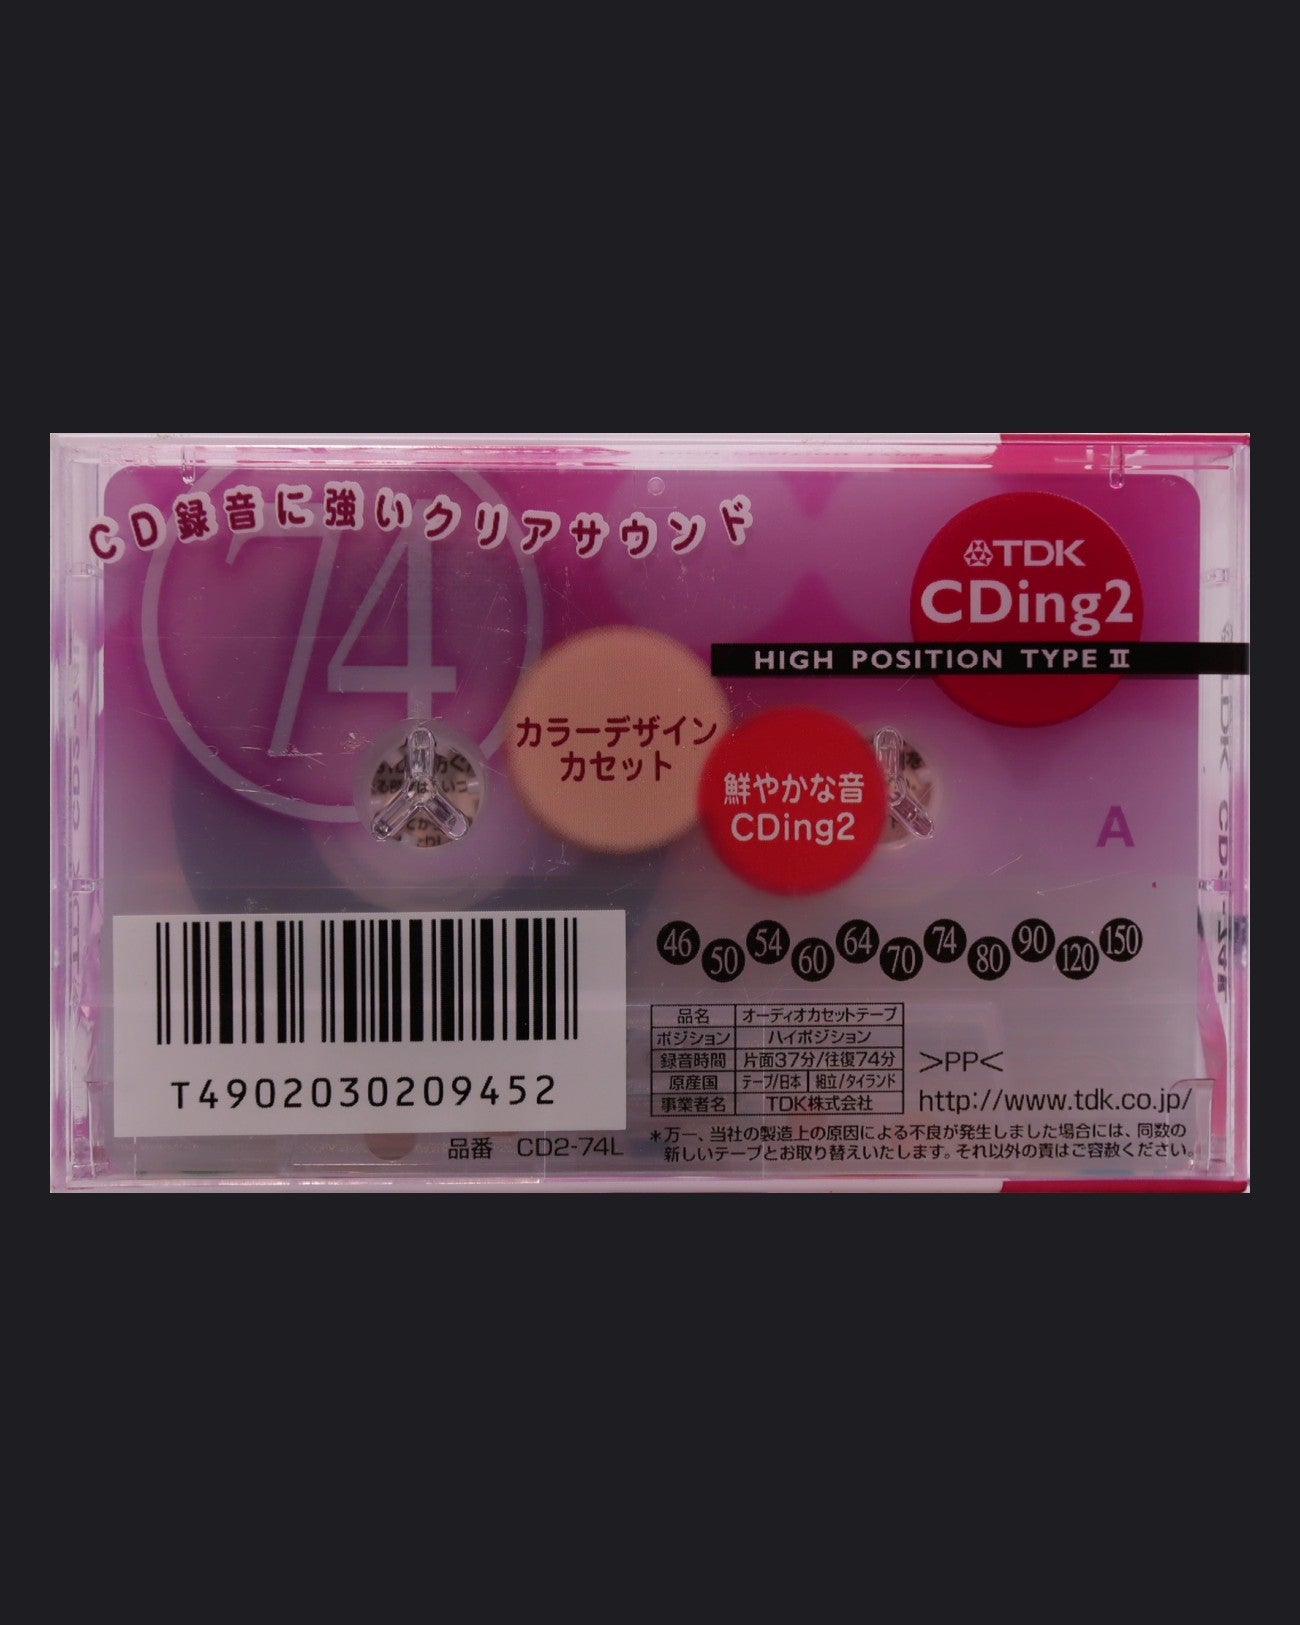 CD録音に強いクリアサウンド
74
TDK
CDing2
HIGH POSITION TYPE II
カラーデザイン
カセット
鮮やかな音
CDing2
A
46 50 54 60 64 70 74 80 90 120 150
品名 オーディオカセットテープ
ポジション ハイポジション
録音時間 片面37分/往復74分
原産国 テープ/日本 組立/タイランド
事業者名 TDK株式会社
>PP<
http://www.tdk.co.jp/
*万一、当社の製造上の原因による不良が発生しました場合には、同数の
新しいテープとお取り替えいたします。それ以外の責はご容赦ください。
T4902030209452
品番 CD2-74L